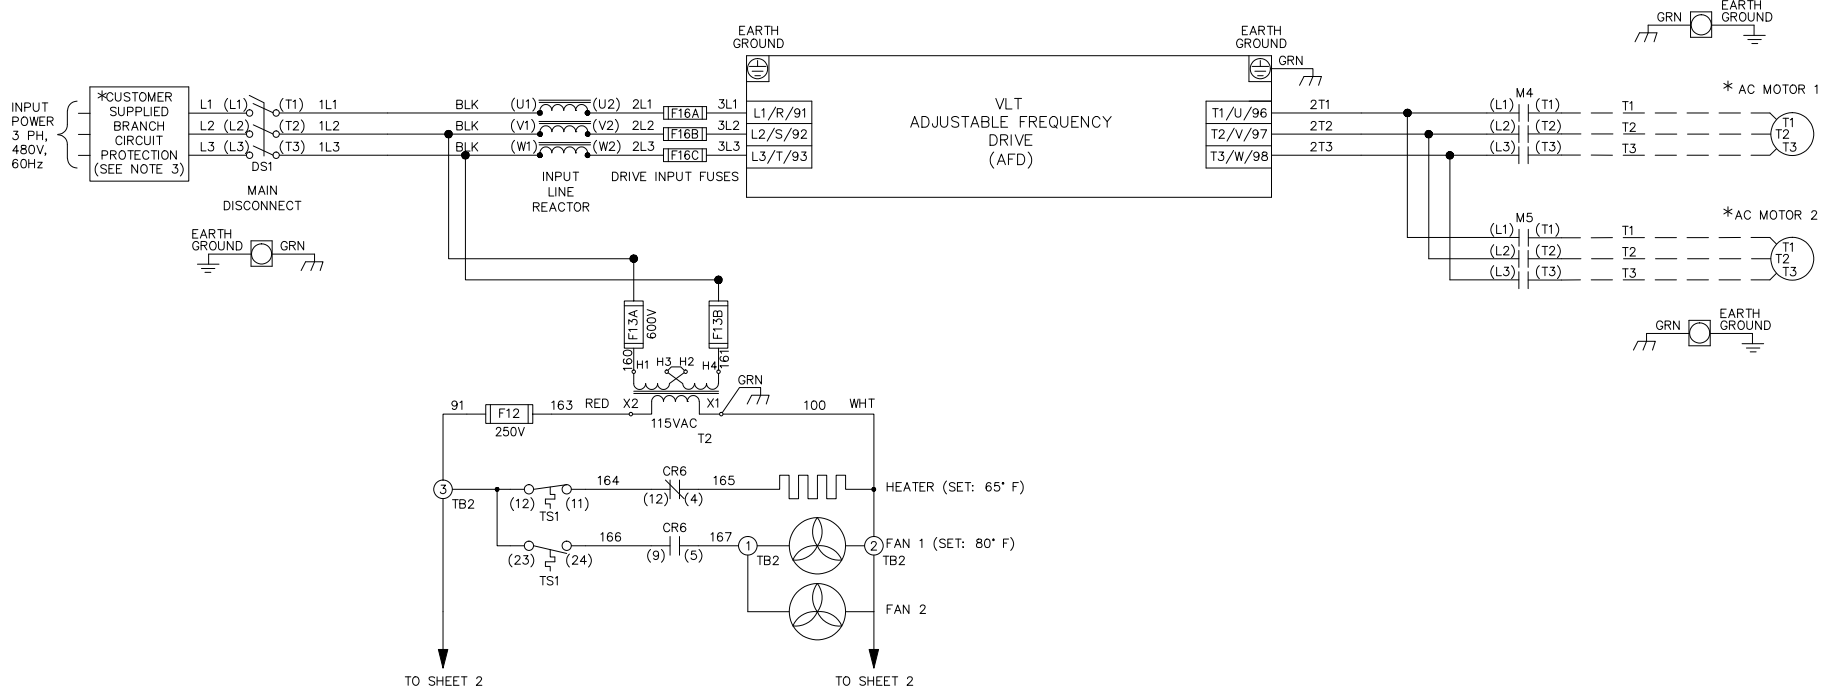 EARTH
GROUND
GRN
EARTH
GROUND
EARTH
GROUND
GRN
INPUT
POWER
3 PH,
480V,
60Hz
*CUSTOMER
SUPPLIED
BRANCH
CIRCUIT
PROTECTION
(SEE NOTE 3)
L1 (L1) (T1) 1L1
L2 (L2) (T2) 1L2
L3 (L3) (T3) 1L3
DS1
MAIN
DISCONNECT
BLK (U1) (U2) 2L1 F16A 3L1
BLK (V1) (V2) 2L2 F16B 3L2
BLK (W1) (W2) 2L3 F16C 3L3
INPUT
LINE
REACTOR
DRIVE INPUT FUSES
L1/R/91
L2/S/92
L3/T/93
VLT
ADJUSTABLE FREQUENCY
DRIVE
(AFD)
T1/U/96
T2/V/97
T3/W/98
2T1
2T2
2T3
M4
(L1) (T1) T1
(L2) (T2) T2
(L3) (T3) T3
* AC MOTOR 1
T1
T2
T3
M5
(L1) (T1) T1
(L2) (T2) T2
(L3) (T3) T3
*AC MOTOR 2
T1
T2
T3
EARTH
GROUND
GRN
GRN
EARTH
GROUND
F13A
600V
F13B
160
H1
H3 H2
H4
161
GRN
91
F12
250V
163 RED X2
X1
100 WHT
115VAC
T2
3
TB2
(12) (11)
TS1
164
CR6
(12) (4)
165
HEATER (SET: 65° F)
(23) (24)
TS1
166
CR6
(9) (5)
167
1
TB2
2
TB2
FAN 1 (SET: 80° F)
FAN 2
TO SHEET 2
TO SHEET 2